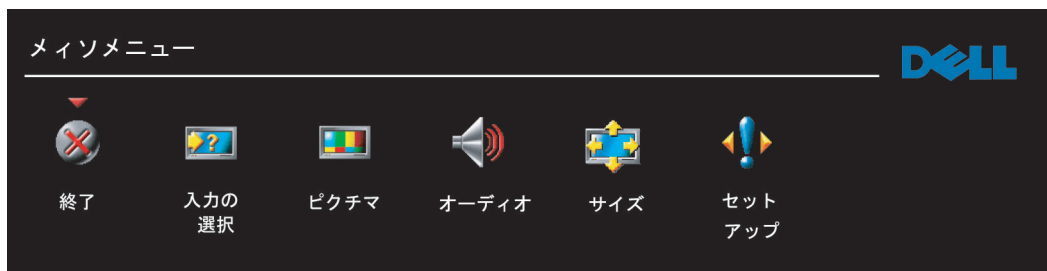 メィソメニュー
DELL
終了
入力の
選択
ピクチマ
オーディオ
サイズ
セット
アップ